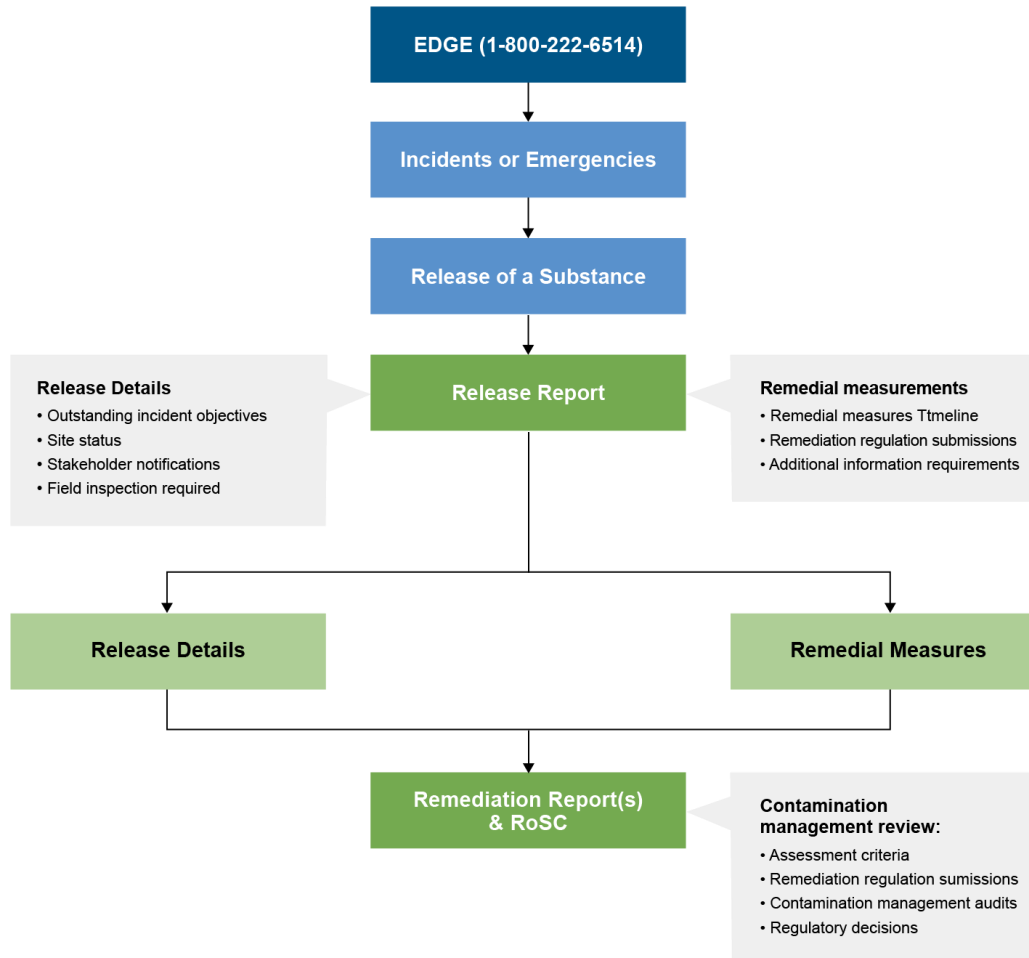 EDGE (1-800-222-6514)
Incidents or Emergencies
Release of a Substance
Release Report
Release Details
• Outstanding incident objectives
• Site status
• Stakeholder notifications
• Field inspection required
Remedial measurements
• Remedial measures Ttmeline
• Remediation regulation submissions
• Additional information requirements
Release Details
Remedial Measures
Remediation Report(s)
& RoSC
Contamination
management review:
• Assessment criteria
• Remediation regulation sumissions
• Contamination management audits
• Regulatory decisions